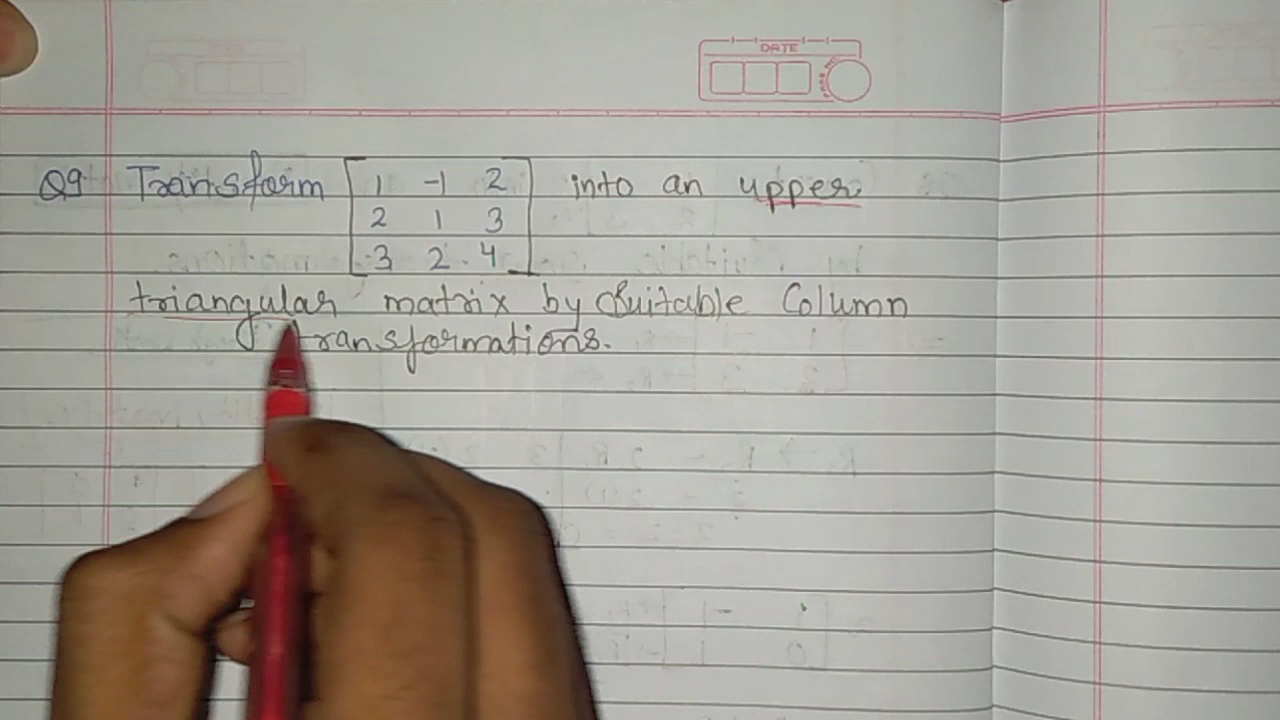 DATE
Q9 Transform [1 -1 2 into an upper
2 1 3
3 2 4]
triangular matrix by Suitable Column
transformations.